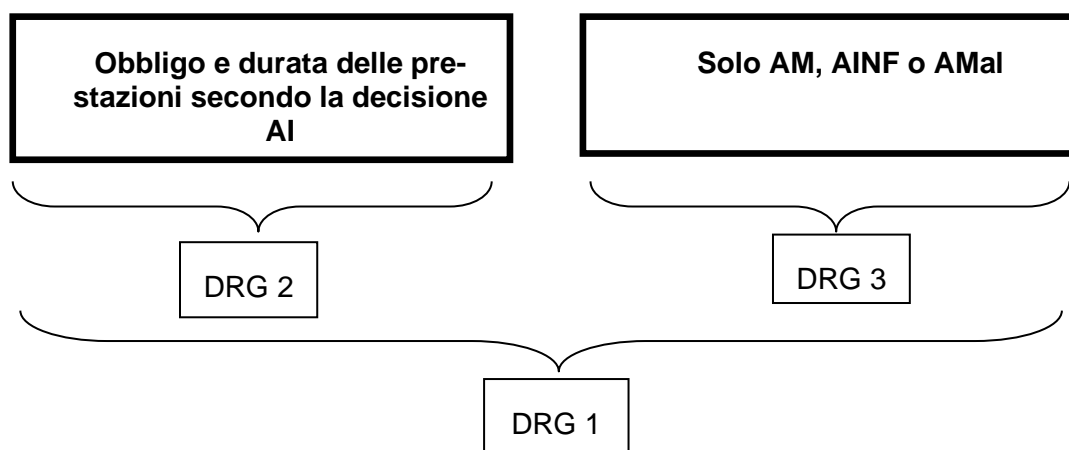 Obbligo e durata delle pre-
stazioni secondo la decisione
AI
Solo AM, AINF o AMal
DRG 2
DRG 3
DRG 1